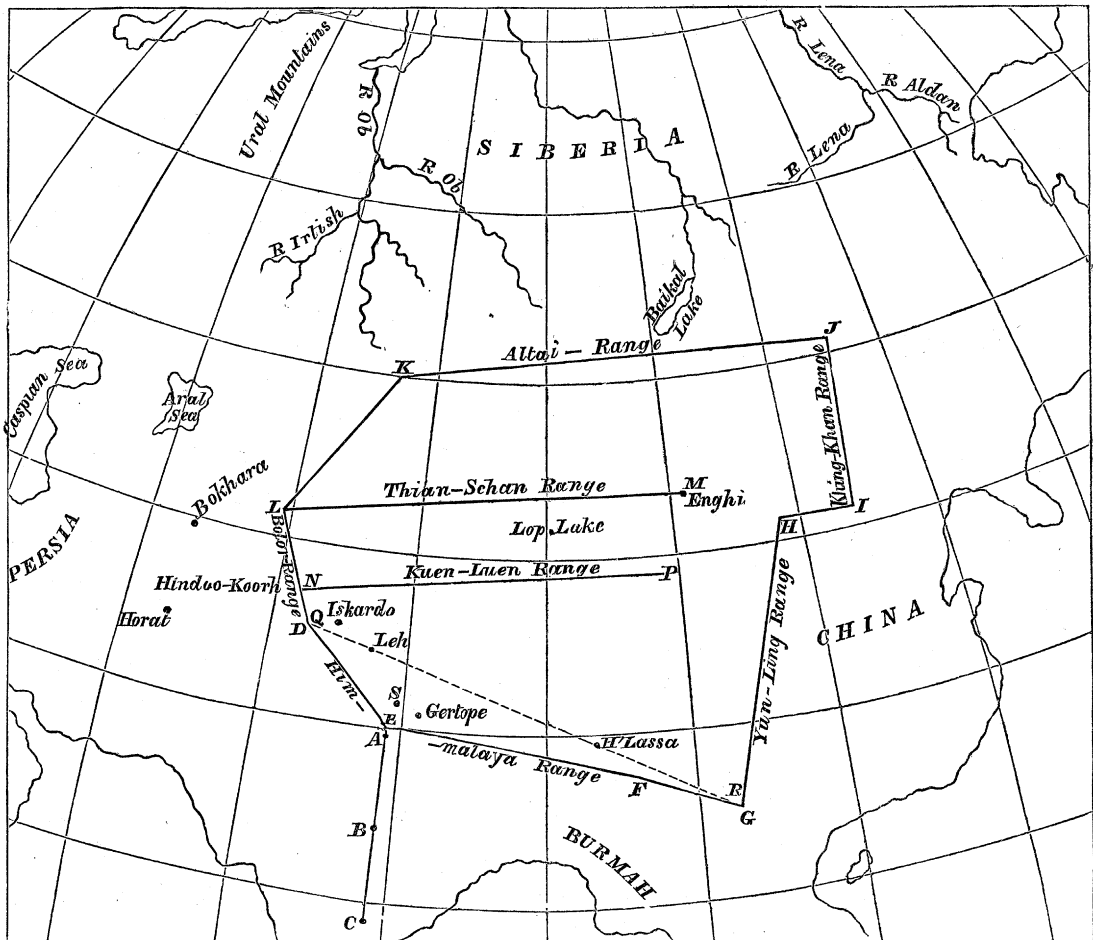 Ural Mountains
R Ob
R Ob
R Irtish
SIBERIA
R Lena
R Aldan
R Lena
Baikal
Lake
Caspian Sea
Aral
Sea
K
Altai – Range
J
Khing-Khan Range
Bokhara
L
Thian-Schan Range
M
Enghi
I
H
Lop Lake
PERSIA
Bolor-Range
Hindoo-Koorh
N
Kuen-Luen Range
P
Horat
Q
Iskardo
D
Leh
CHINA
Him-
S
E
Gertope
A
-malaya Range
H'Lassa
Yun-Ling Range
F
R
G
B
BURMAH
C